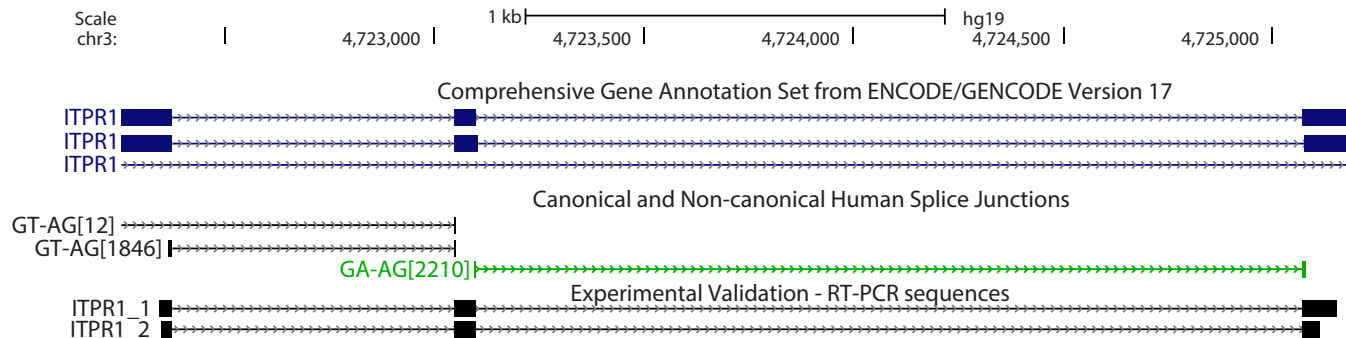 Scale 1 kb hg19
chr3: 4,723,000 4,723,500 4,724,000 4,724,500 4,725,000
Comprehensive Gene Annotation Set from ENCODE/GENCODE Version 17
ITPR1
ITPR1
ITPR1
Canonical and Non-canonical Human Splice Junctions
GT-AG[12]
GT-AG[1846]
GA-AG[2210]
Experimental Validation - RT-PCR sequences
ITPR1_1
ITPR1_2